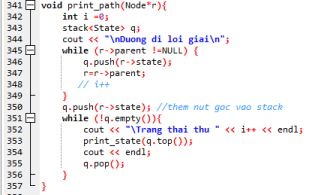 341 void print_path(Node*r){
342 int i =0;
343 stack<State> q;
344 cout << "\nDuong di loi giai\n";
345 while (r->parent !=NULL) {
346 q.push(r->state);
347 r=r->parent;
348 // i++
349 }
350 q.push(r->state); //them nut goc vao stack
351 while (!q.empty()){
352 cout << "\Trang thai thu " << i++ << endl;
353 print_state(q.top());
354 cout << endl;
355 q.pop();
356 }
357 }